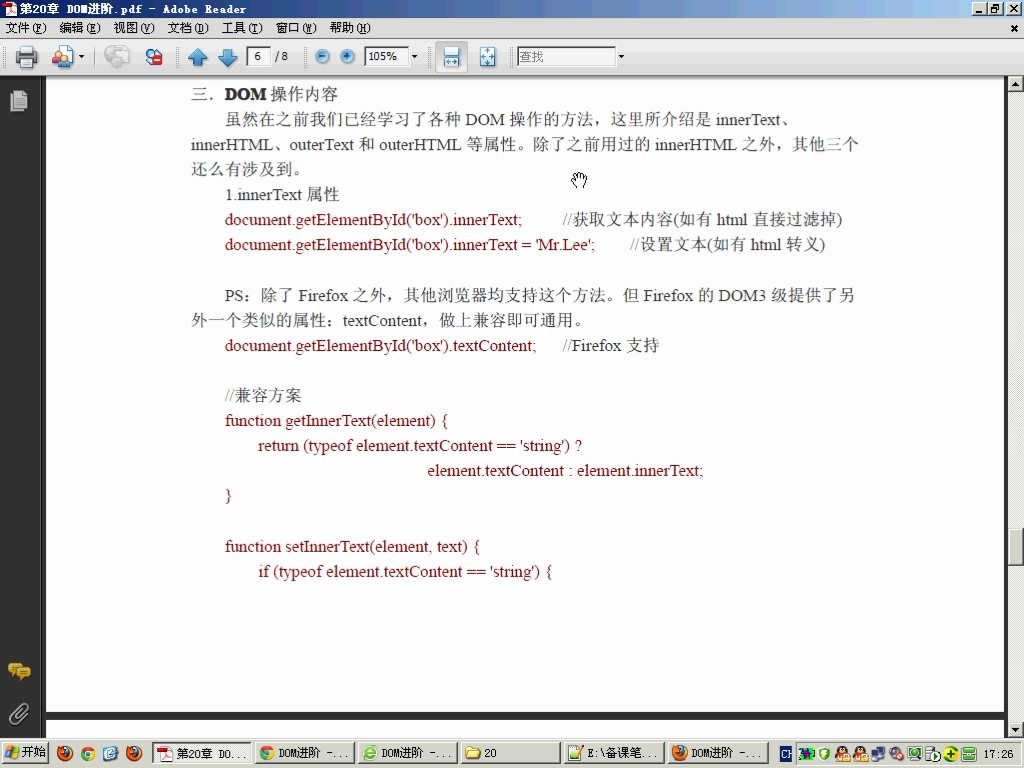 第20章 DOM进阶.pdf - Adobe Reader
文件(F) 编辑(E) 视图(V) 文档(D) 工具(T) 窗口(W) 帮助(H)
6 / 8 105% 查找
三．DOM 操作内容
虽然在之前我们已经学习了各种 DOM 操作的方法，这里所介绍是 innerText、
innerHTML、outerText 和 outerHTML 等属性。除了之前用过的 innerHTML 之外，其他三个
还么有涉及到。
1.innerText 属性
document.getElementById('box').innerText; //获取文本内容(如有 html 直接过滤掉)
document.getElementById('box').innerText = 'Mr.Lee'; //设置文本(如有 html 转义)
PS：除了 Firefox 之外，其他浏览器均支持这个方法。但 Firefox 的 DOM3 级提供了另
外一个类似的属性：textContent，做上兼容即可通用。
document.getElementById('box').textContent; //Firefox 支持
//兼容方案
function getInnerText(element) {
return (typeof element.textContent == 'string') ?
element.textContent : element.innerText;
}
function setInnerText(element, text) {
if (typeof element.textContent == 'string') {
开始 第20章 DO... DOM进阶 -... DOM进阶 -... 20 E:\备课笔... DOM进阶 -... CH 17:26